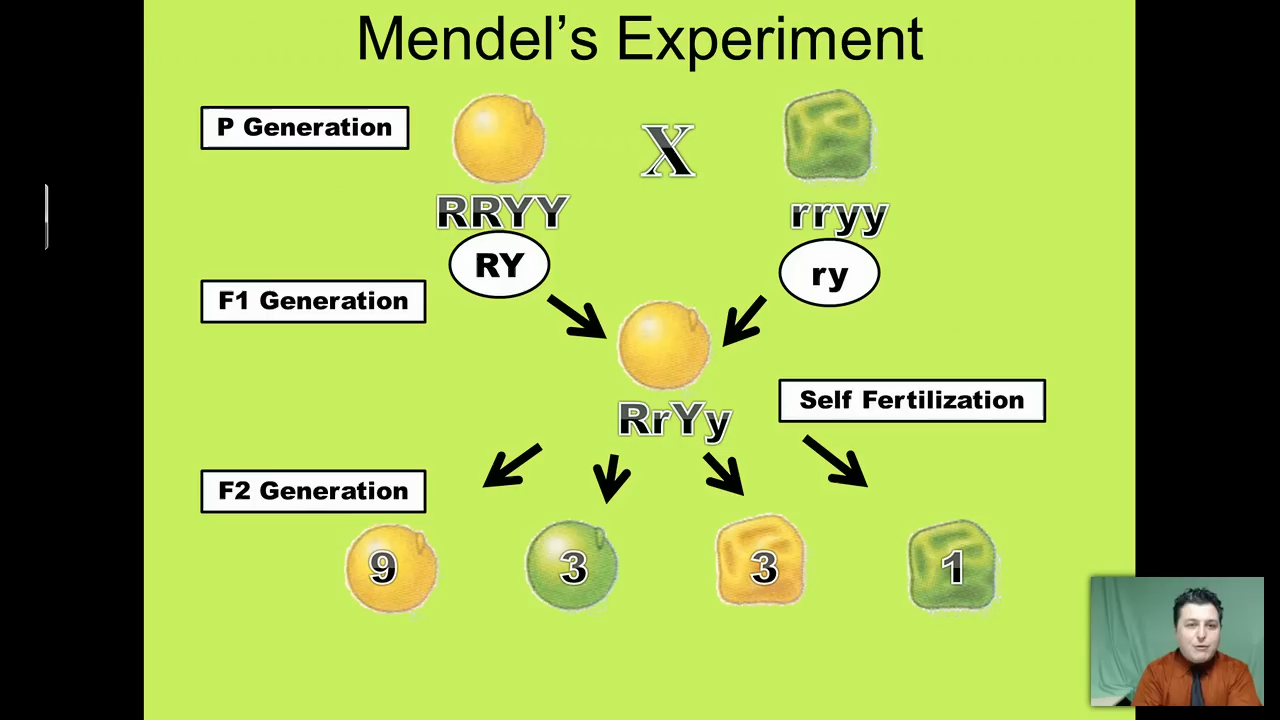 Mendel’s Experiment
P Generation
X
RRYY
rryy
RY
ry
F1 Generation
Self Fertilization
RrYy
F2 Generation
9
3
3
1